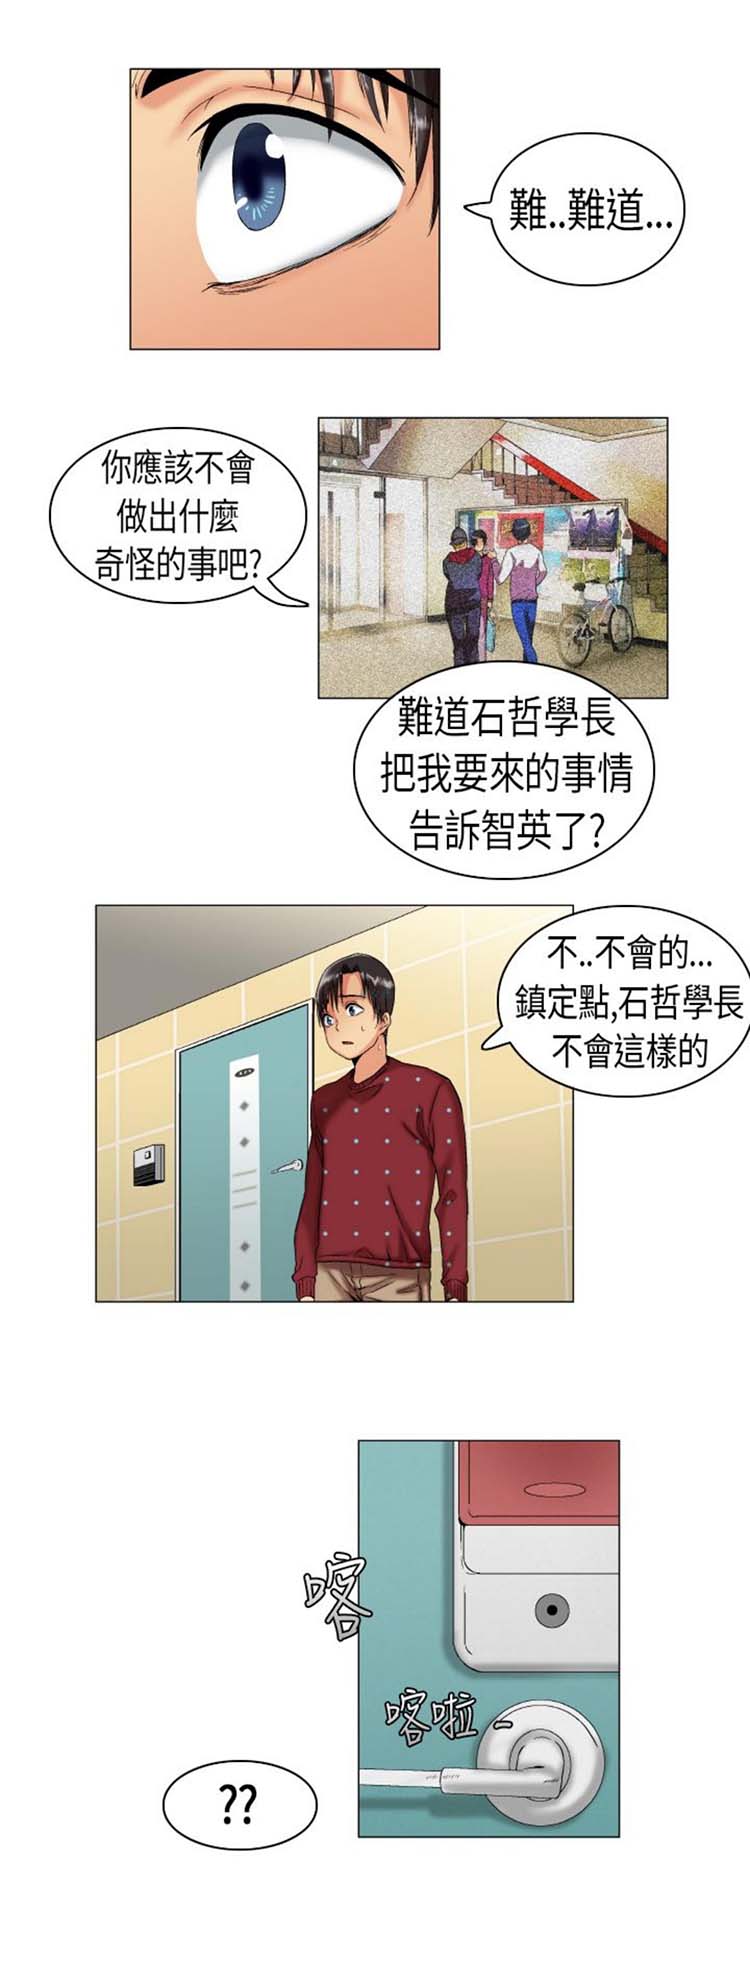 難..難道...
你應該不會
做出什麼
奇怪的事吧?
難道石哲學長
把我要來的事情
告訴智英了?
不..不會的...
鎮定點,石哲學長
不會這樣的
喀
喀啦-
??